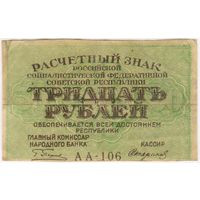 РАСЧЕТНЫЙ ЗНАК
РОССИЙСКОЙ
СОЦИАЛИСТИЧЕСКОЙ ФЕДЕРАТИВНОЙ
СОВЕТСКОЙ РЕСПУБЛИКИ
ТРИДЦАТЬ
РУБЛЕЙ
ОБЕСПЕЧИВАЕТСЯ ВСЕМ ДОСТОЯНИЕМ
РЕСПУБЛИКИ
ГЛАВНЫЙ КОМИССАР
НАРОДНОГО БАНКА
КАССИР
АА-106